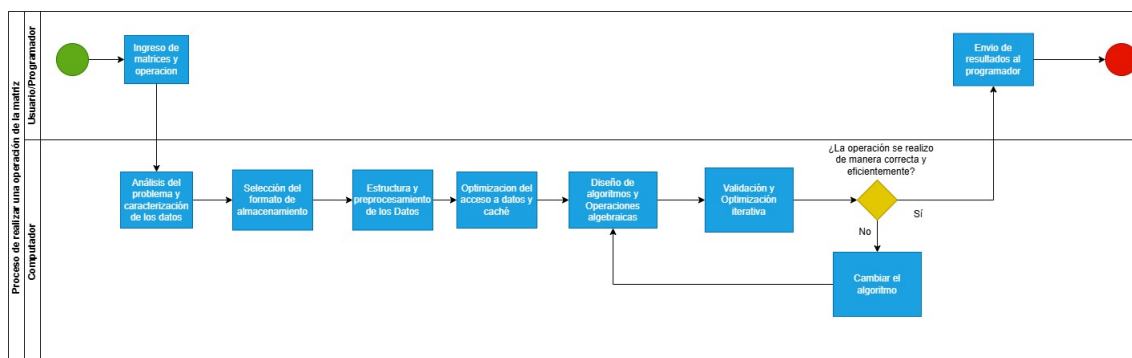 Proceso de realizar una operación de la matriz
Usuario/Programador
Ingreso de
matrices y
operacion
Envio de
resultados al
programador
Computador
Análisis del
problema y
caracterización
de los datos
Selección del
formato de
almacenamiento
Estructura y
preprocesamiento
de los Datos
Optimizacion del
acceso a datos y
caché
Diseño de
algoritmos y
Operaciones
algebraicas
Validación y
Optimización
iterativa
¿La operación se realizo
de manera correcta y
eficientemente?
Sí
No
Cambiar el
algoritmo